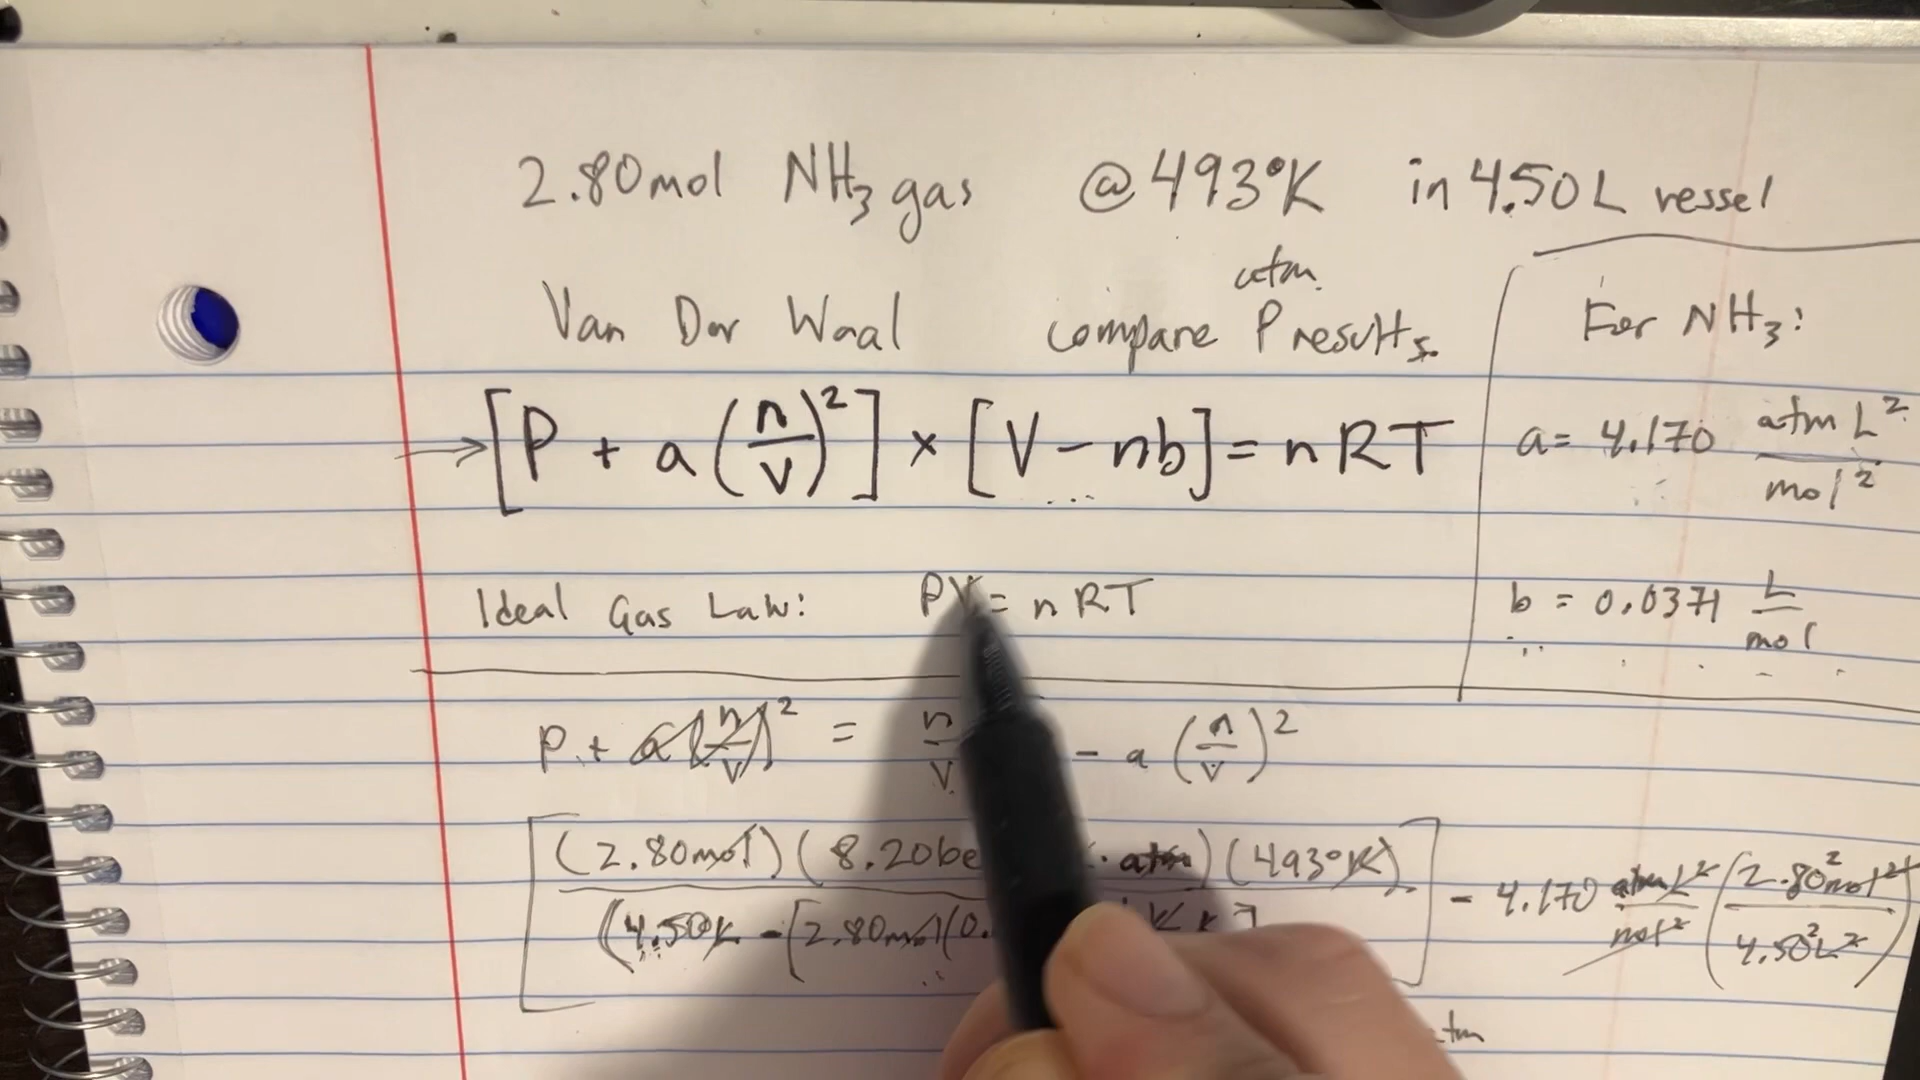 2.80mol NH₃ gas @ 493°K in 4.50L vessel
Van Der Waal compare P results.
atm.
[P + a(n/V)²] × [V - nb] = nRT
For NH₃:
a = 4.170 atm L²/mol²
b = 0.0371 L/mol
Ideal Gas Law: PV = nRT
P + a(n/V)² = n/V - a(n/V)²
[(2.80mol)(8.206e · atm)(493°K) - 4.170 atm L²/mol² (2.80² mol²/4.50² L²)
(4.50L - [2.80mol(0.
atm